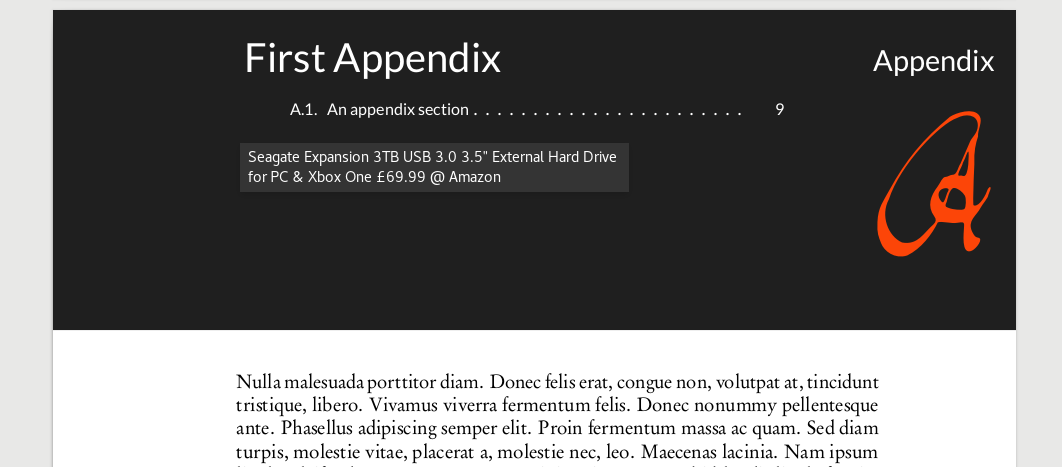 First Appendix
Appendix
A.1. An appendix section . . . . . . . . . . . . . . . . . . . . . . . 9
A
Seagate Expansion 3TB USB 3.0 3.5" External Hard Drive
for PC & Xbox One £69.99 @ Amazon
Nulla malesuada porttitor diam. Donec felis erat, congue non, volutpat at, tincidunt
tristique, libero. Vivamus viverra fermentum felis. Donec nonummy pellentesque
ante. Phasellus adipiscing semper elit. Proin fermentum massa ac quam. Sed diam
turpis, molestie vitae, placerat a, molestie nec, leo. Maecenas lacinia. Nam ipsum